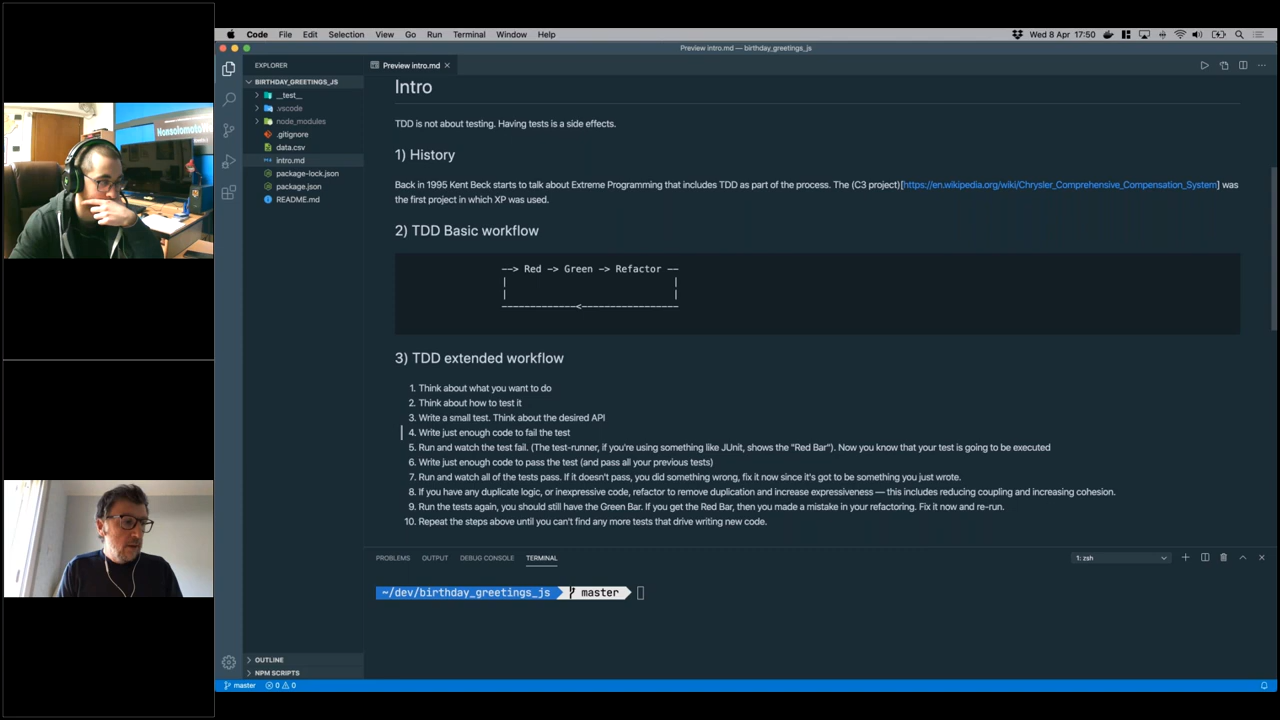 Code File Edit Selection View Go Run Terminal Window Help Wed 8 Apr 17:50
Preview intro.md — birthday_greetings_js
EXPLORER
Preview intro.md ×
BIRTHDAY_GREETINGS_JS
__test__
.vscode
node_modules
.gitignore
data.csv
intro.md
package-lock.json
package.json
README.md
OUTLINE
NPM SCRIPTS
Intro
TDD is not about testing. Having tests is a side effects.
1) History
Back in 1995 Kent Beck starts to talk about Extreme Programming that includes TDD as part of the process. The (C3 project)[https://en.wikipedia.org/wiki/Chrysler_Comprehensive_Compensation_System] was
the first project in which XP was used.
2) TDD Basic workflow
--> Red -> Green -> Refactor --
| |
| |
-------------<-----------------
3) TDD extended workflow
1. Think about what you want to do
2. Think about how to test it
3. Write a small test. Think about the desired API
4. Write just enough code to fail the test
5. Run and watch the test fail. (The test-runner, if you're using something like JUnit, shows the "Red Bar"). Now you know that your test is going to be executed
6. Write just enough code to pass the test (and pass all your previous tests)
7. Run and watch all of the tests pass. If it doesn't pass, you did something wrong, fix it now since it's got to be something you just wrote.
8. If you have any duplicate logic, or inexpressive code, refactor to remove duplication and increase expressiveness — this includes reducing coupling and increasing cohesion.
9. Run the tests again, you should still have the Green Bar. If you get the Red Bar, then you made a mistake in your refactoring. Fix it now and re-run.
10. Repeat the steps above until you can't find any more tests that drive writing new code.
PROBLEMS OUTPUT DEBUG CONSOLE TERMINAL 1: zsh
~/dev/birthday_greetings_js master
master 0 0